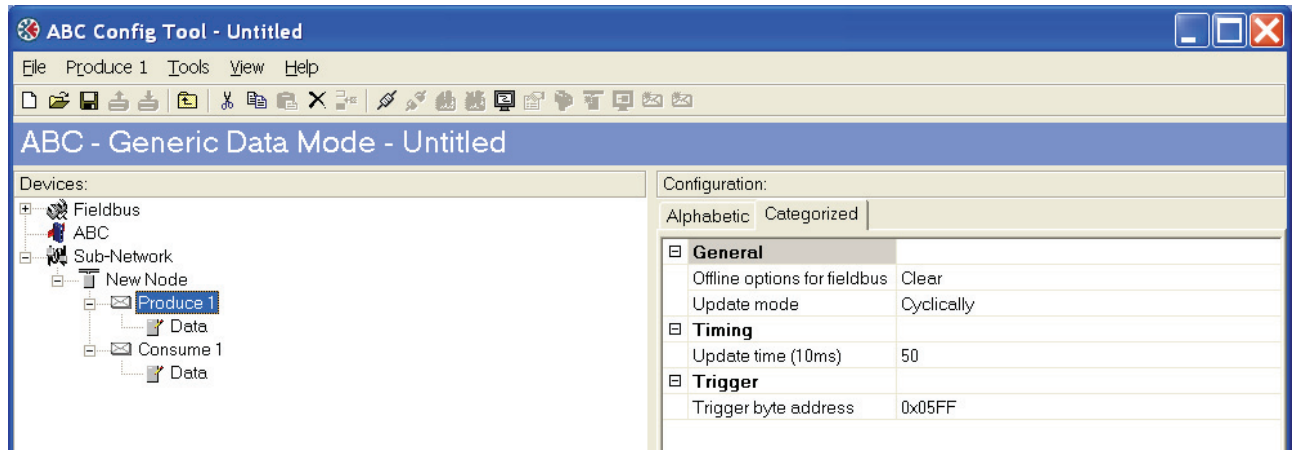 ABC Config Tool - Untitled
File Produce 1 Tools View Help
ABC - Generic Data Mode - Untitled
Devices:
Fieldbus
ABC
Sub-Network
New Node
Produce 1
Data
Consume 1
Data
Configuration:
Alphabetic Categorized
General
Offline options for fieldbus Clear
Update mode Cyclically
Timing
Update time (10ms) 50
Trigger
Trigger byte address 0x05FF